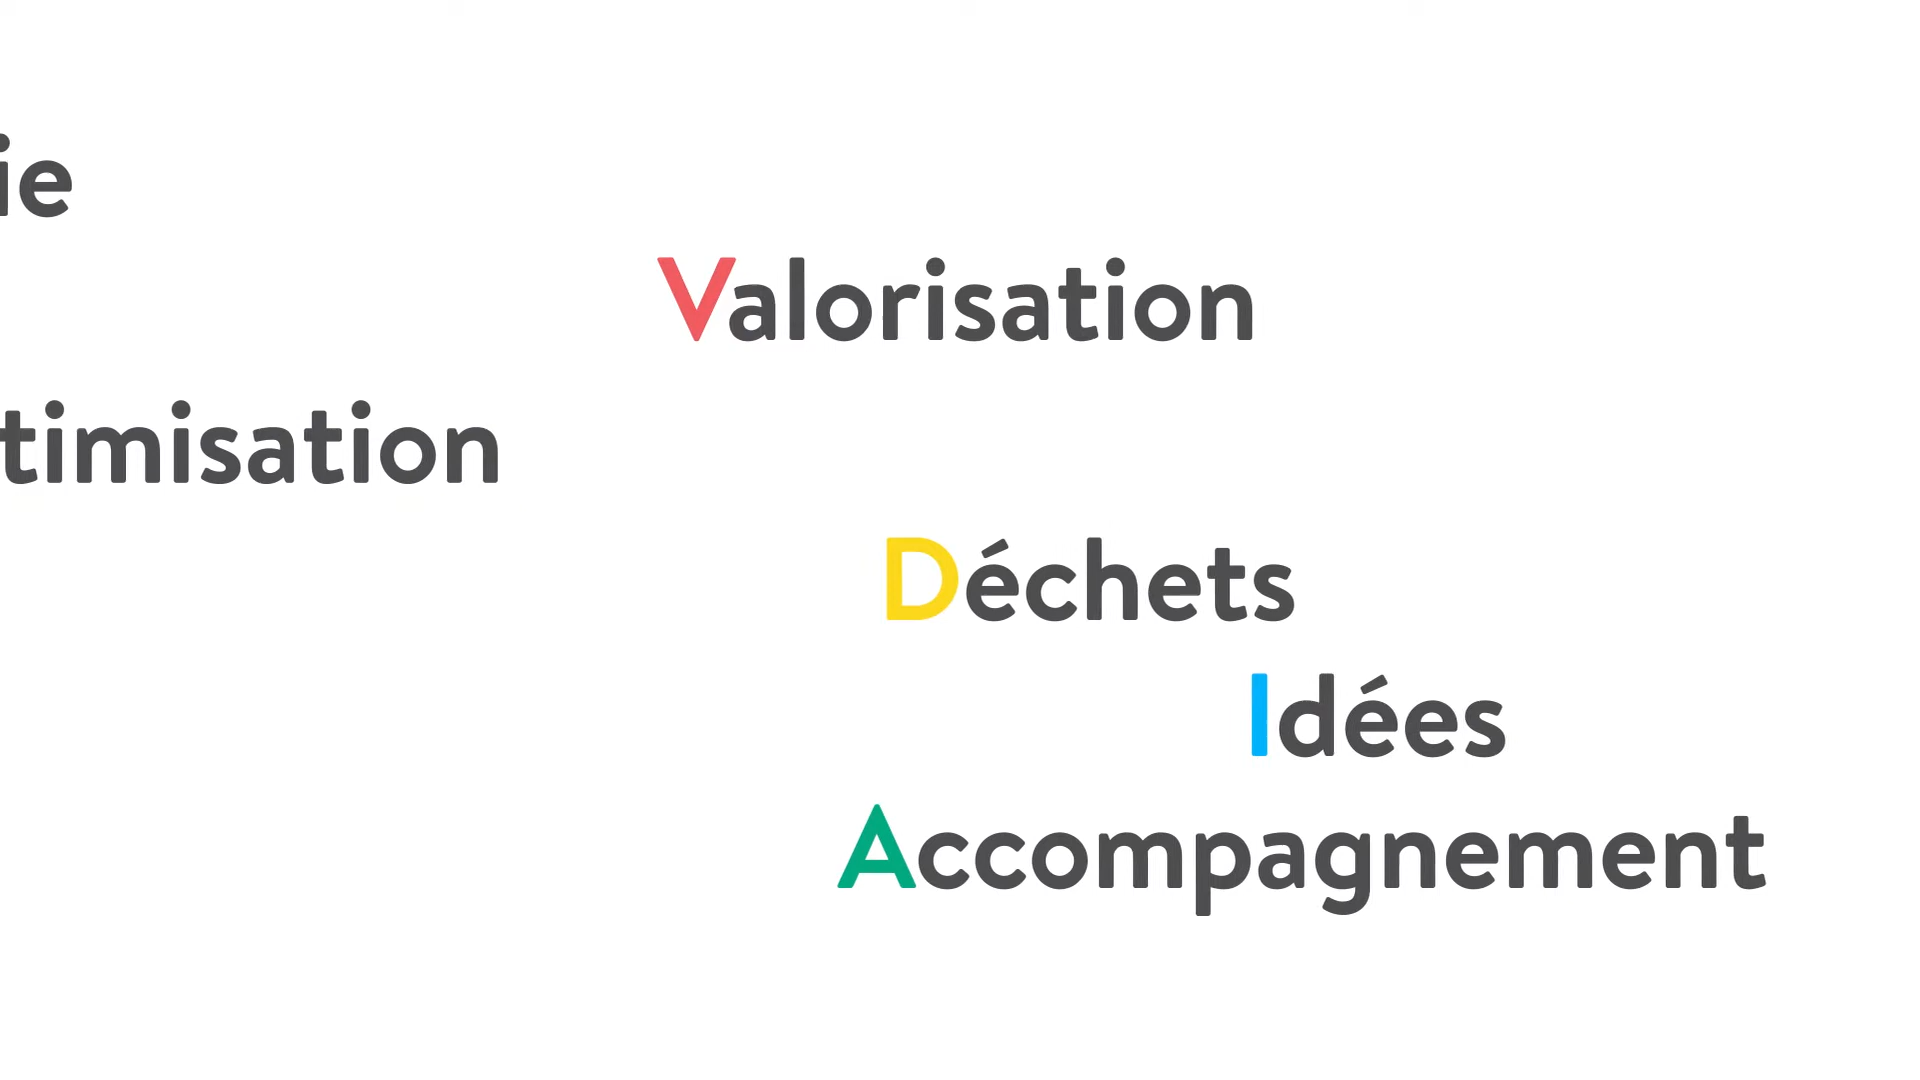 ie
Valorisation
timisation
Déchets
Idées
Accompagnement